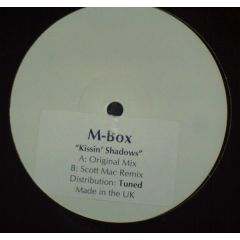 M-Box
"Kissin' Shadows"
A: Original Mix
B: Scott Mac Remix
Distribution: Tuned
Made in the UK